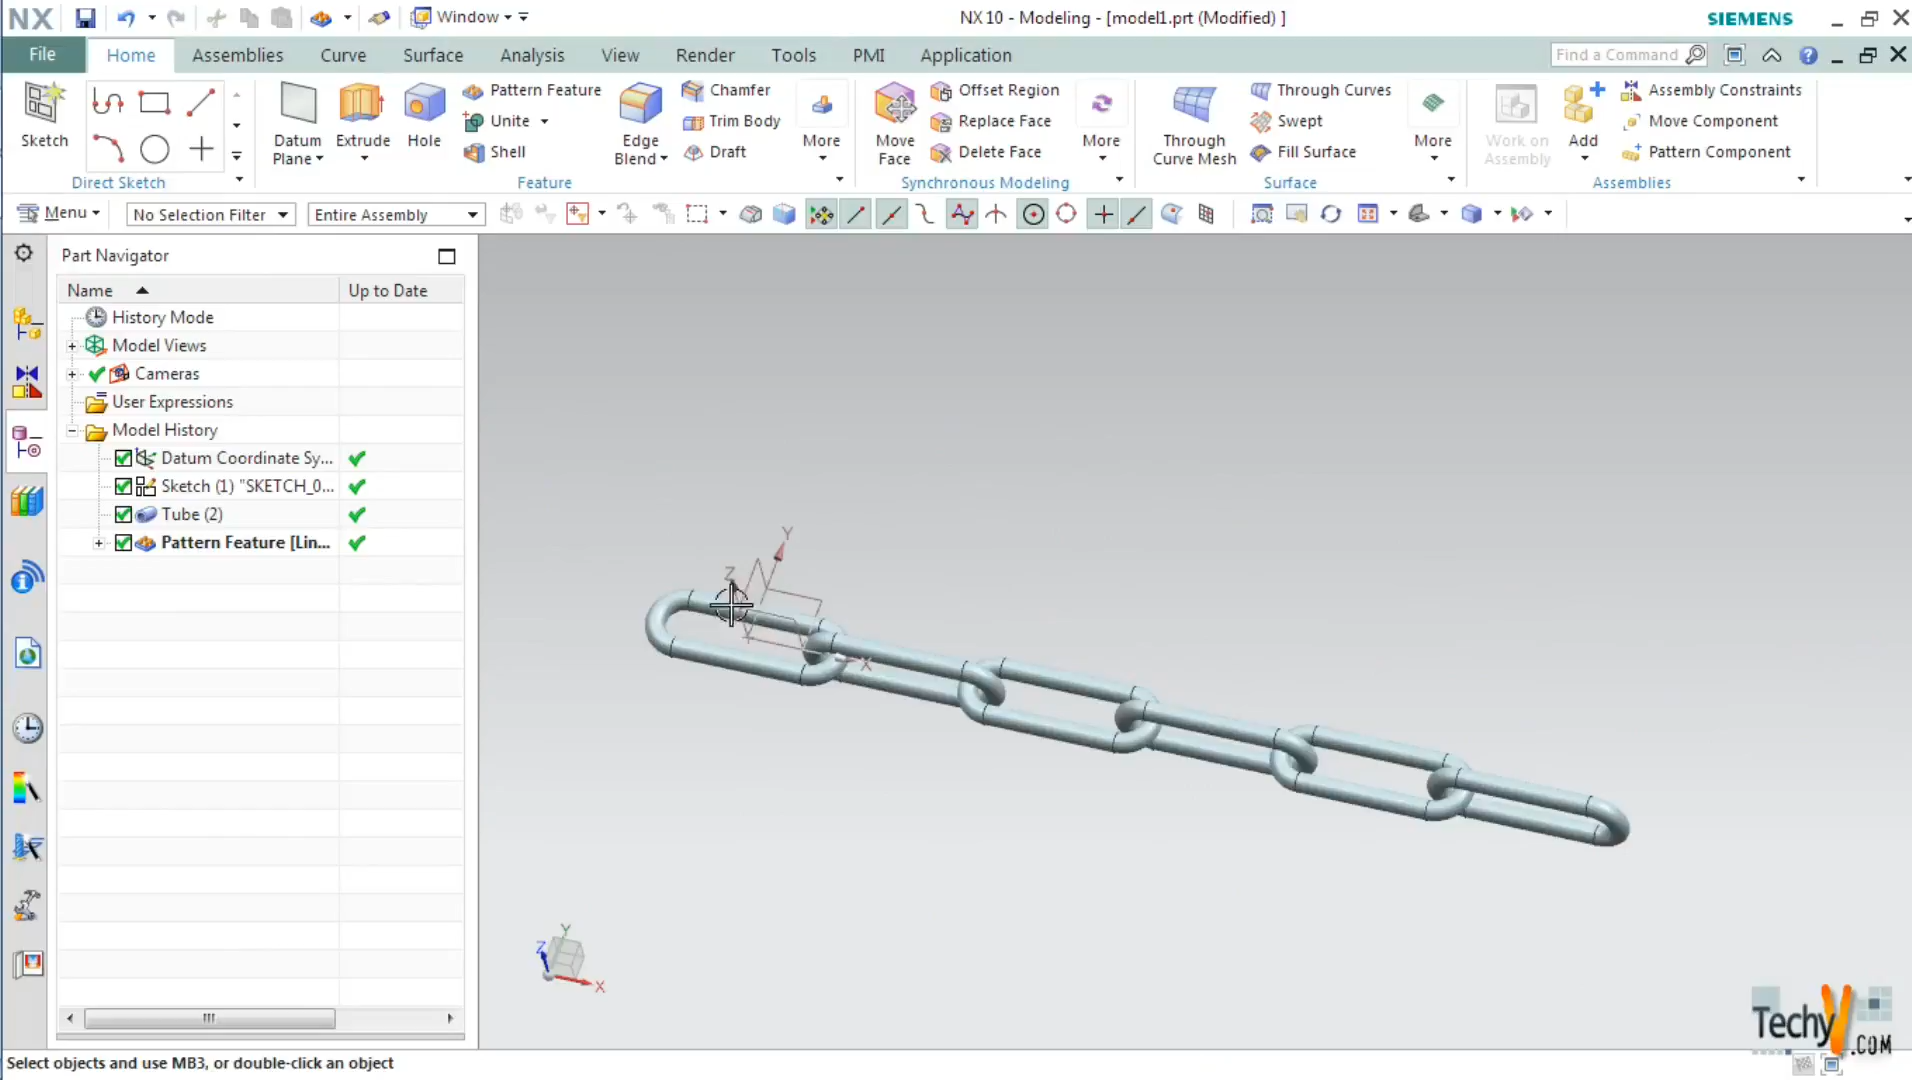 NX
Window
NX 10 - Modeling - [model1.prt (Modified) ]
SIEMENS
File
Home
Assemblies
Curve
Surface
Analysis
View
Render
Tools
PMI
Application
Find a Command
Sketch
Direct Sketch
Datum
Plane
Extrude
Hole
Pattern Feature
Unite
Shell
Edge
Blend
Chamfer
Trim Body
Draft
More
Feature
Move
Face
Offset Region
Replace Face
Delete Face
More
Synchronous Modeling
Through
Curve Mesh
Through Curves
Swept
Fill Surface
More
Surface
Work on
Assembly
Add
Assembly Constraints
Move Component
Pattern Component
Assemblies
Menu
No Selection Filter
Entire Assembly
Part Navigator
Name
Up to Date
History Mode
Model Views
Cameras
User Expressions
Model History
Datum Coordinate Sy...
Sketch (1) "SKETCH_0...
Tube (2)
Pattern Feature [Lin...
Y
Z
X
Y
Z
X
TechyV
.COM
Select objects and use MB3, or double-click an object